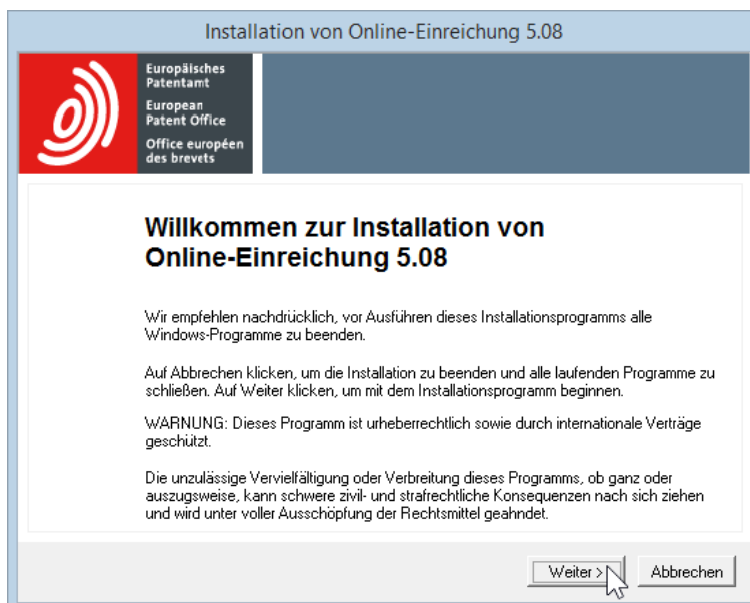 Installation von Online-Einreichung 5.08
Europäisches
Patentamt
European
Patent Office
Office européen
des brevets
Willkommen zur Installation von
Online-Einreichung 5.08
Wir empfehlen nachdrücklich, vor Ausführen dieses Installationsprogramms alle
Windows-Programme zu beenden.
Auf Abbrechen klicken, um die Installation zu beenden und alle laufenden Programme zu
schließen. Auf Weiter klicken, um mit dem Installationsprogramm beginnen.
WARNUNG: Dieses Programm ist urheberrechtlich sowie durch internationale Verträge
geschützt.
Die unzulässige Vervielfältigung oder Verbreitung dieses Programms, ob ganz oder
auszugsweise, kann schwere zivil- und strafrechtliche Konsequenzen nach sich ziehen
und wird unter voller Ausschöpfung der Rechtsmittel geahndet.
Weiter > Abbrechen